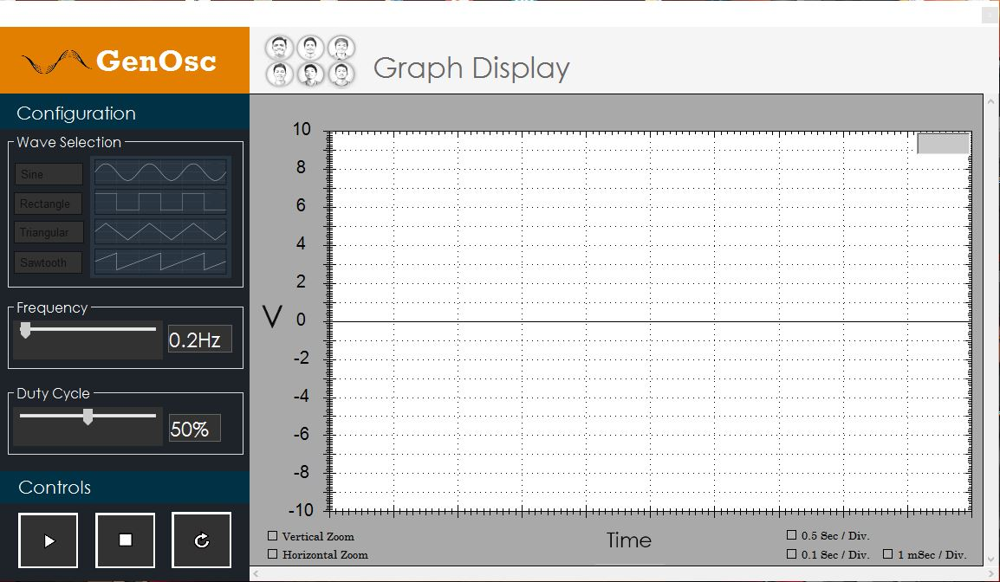 GenOsc
Graph Display
Configuration
Wave Selection
Sine
Rectangle
Triangular
Sawtooth
Frequency
0.2Hz
Duty Cycle
50%
Controls
10
8
6
4
2
V 0
-2
-4
-6
-8
-10
Vertical Zoom
Horizontal Zoom
Time
0.5 Sec / Div.
0.1 Sec / Div. 1 mSec / Div.